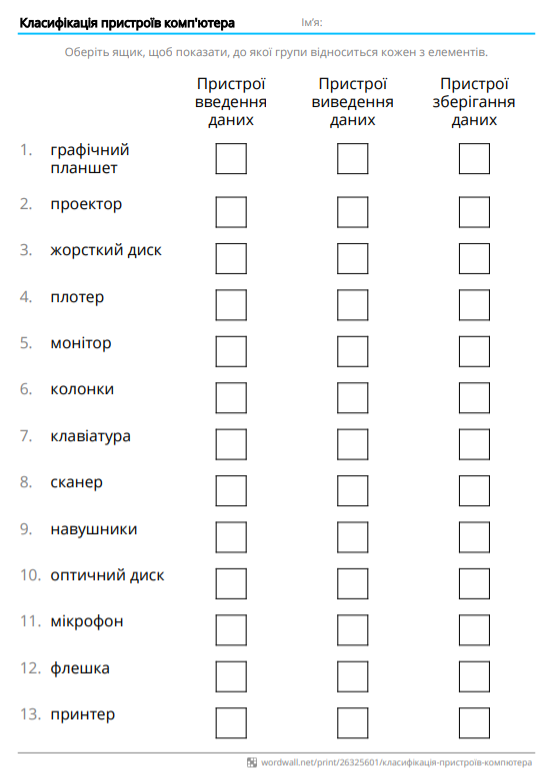 Класифікація пристроїв комп'ютера Ім'я:
Оберіть ящик, щоб показати, до якої групи відноситься кожен з елементів.
Пристрої введення даних
Пристрої виведення даних
Пристрої зберігання даних
1. графічний планшет
2. проектор
3. жорсткий диск
4. плотер
5. монітор
6. колонки
7. клавіатура
8. сканер
9. навушники
10. оптичний диск
11. мікрофон
12. флешка
13. принтер
wordwall.net/print/26325601/класифікація-пристроїв-компютера